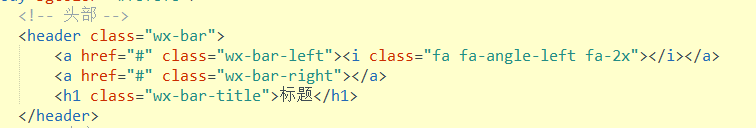 <!-- 头部 -->
<header class="wx-bar">
<a href="#" class="wx-bar-left"><i class="fa fa-angle-left fa-2x"></i></a>
<a href="#" class="wx-bar-right"></a>
<h1 class="wx-bar-title">标题</h1>
</header>